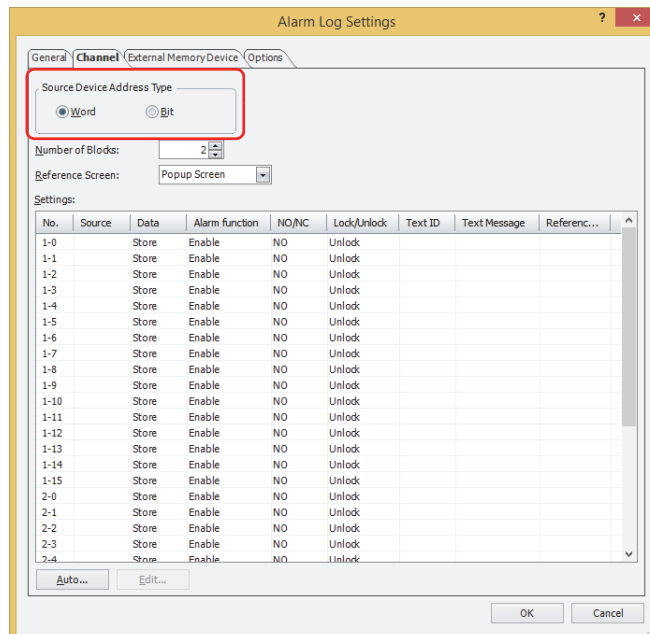 Alarm Log Settings ? ×
General Channel External Memory Device Options
Source Device Address Type
Word Bit
Number of Blocks: 2
Reference Screen: Popup Screen
Settings:
No. Source Data Alarm function NO/NC Lock/Unlock Text ID Text Message Referenc...
1-0 Store Enable NO Unlock
1-1 Store Enable NO Unlock
1-2 Store Enable NO Unlock
1-3 Store Enable NO Unlock
1-4 Store Enable NO Unlock
1-5 Store Enable NO Unlock
1-6 Store Enable NO Unlock
1-7 Store Enable NO Unlock
1-8 Store Enable NO Unlock
1-9 Store Enable NO Unlock
1-10 Store Enable NO Unlock
1-11 Store Enable NO Unlock
1-12 Store Enable NO Unlock
1-13 Store Enable NO Unlock
1-14 Store Enable NO Unlock
1-15 Store Enable NO Unlock
2-0 Store Enable NO Unlock
2-1 Store Enable NO Unlock
2-2 Store Enable NO Unlock
2-3 Store Enable NO Unlock
2-4 Store Enable NO Unlock
Auto... Edit...
OK Cancel